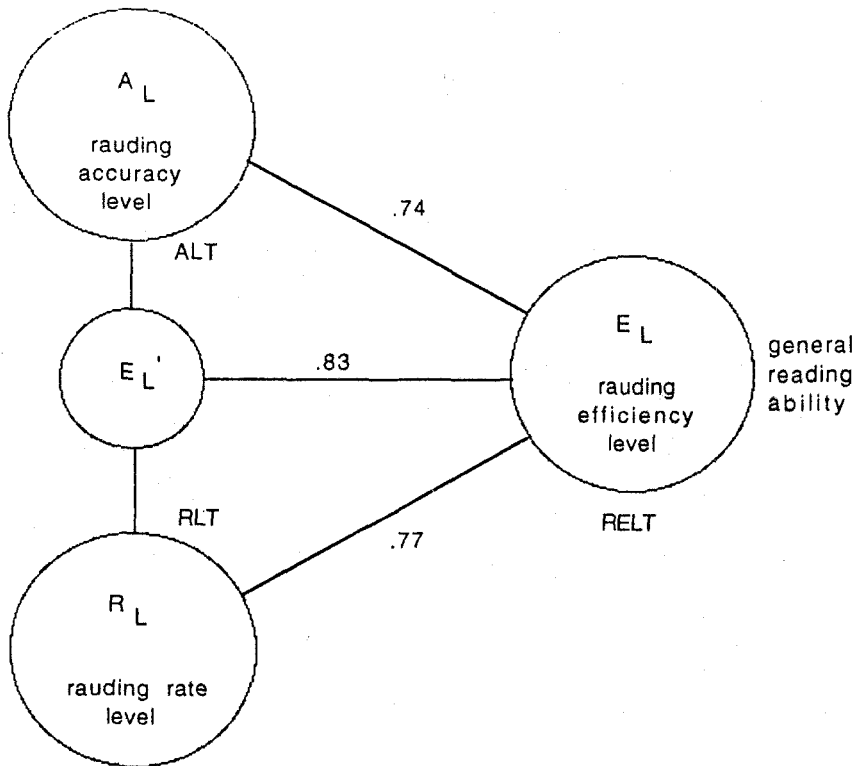 A L
rauding
accuracy
level
ALT
.74
E L '
.83
E L
rauding
efficiency
level
general
reading
ability
RELT
RLT
.77
R L
rauding rate
level